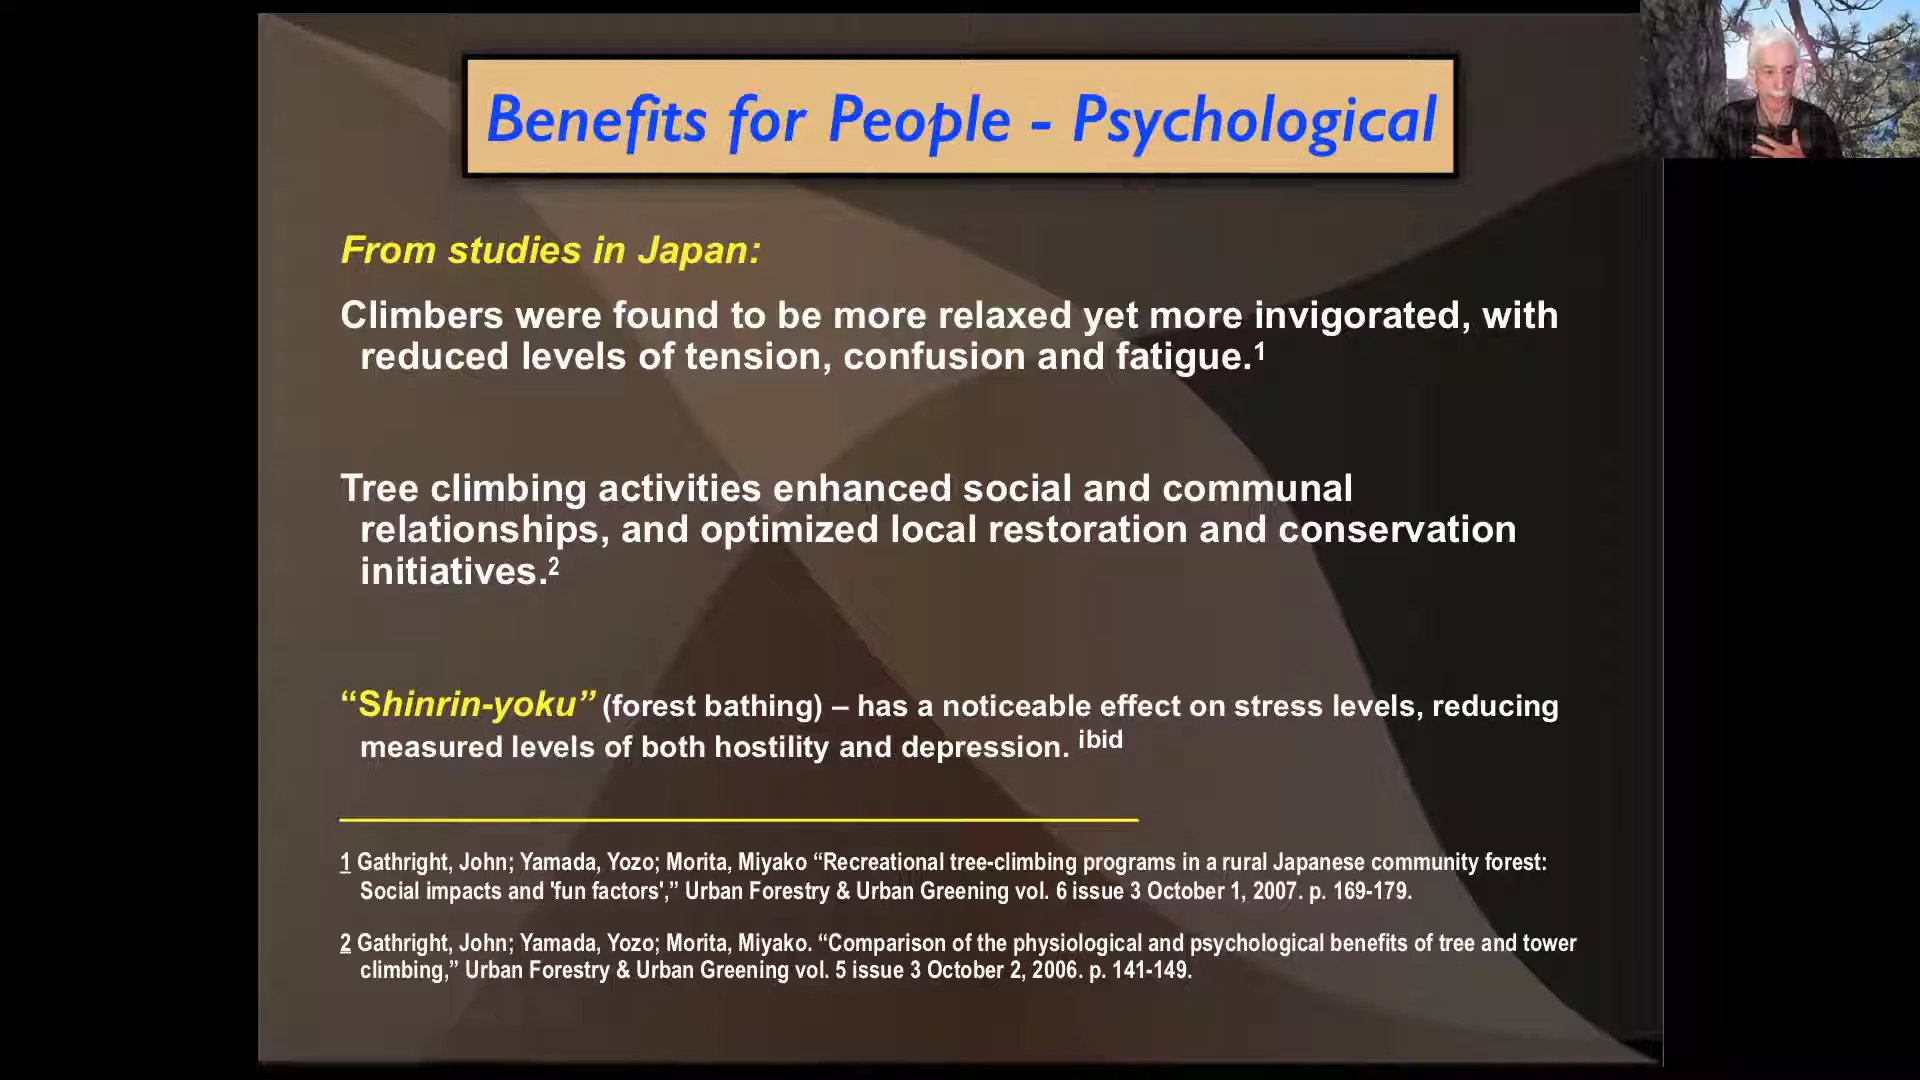 Benefits for People - Psychological
From studies in Japan:
Climbers were found to be more relaxed yet more invigorated, with
reduced levels of tension, confusion and fatigue.1
Tree climbing activities enhanced social and communal
relationships, and optimized local restoration and conservation
initiatives.2
“Shinrin-yoku” (forest bathing) – has a noticeable effect on stress levels, reducing
measured levels of both hostility and depression. ibid
1 Gathright, John; Yamada, Yozo; Morita, Miyako “Recreational tree-climbing programs in a rural Japanese community forest:
Social impacts and 'fun factors',” Urban Forestry & Urban Greening vol. 6 issue 3 October 1, 2007. p. 169-179.
2 Gathright, John; Yamada, Yozo; Morita, Miyako. “Comparison of the physiological and psychological benefits of tree and tower
climbing,” Urban Forestry & Urban Greening vol. 5 issue 3 October 2, 2006. p. 141-149.